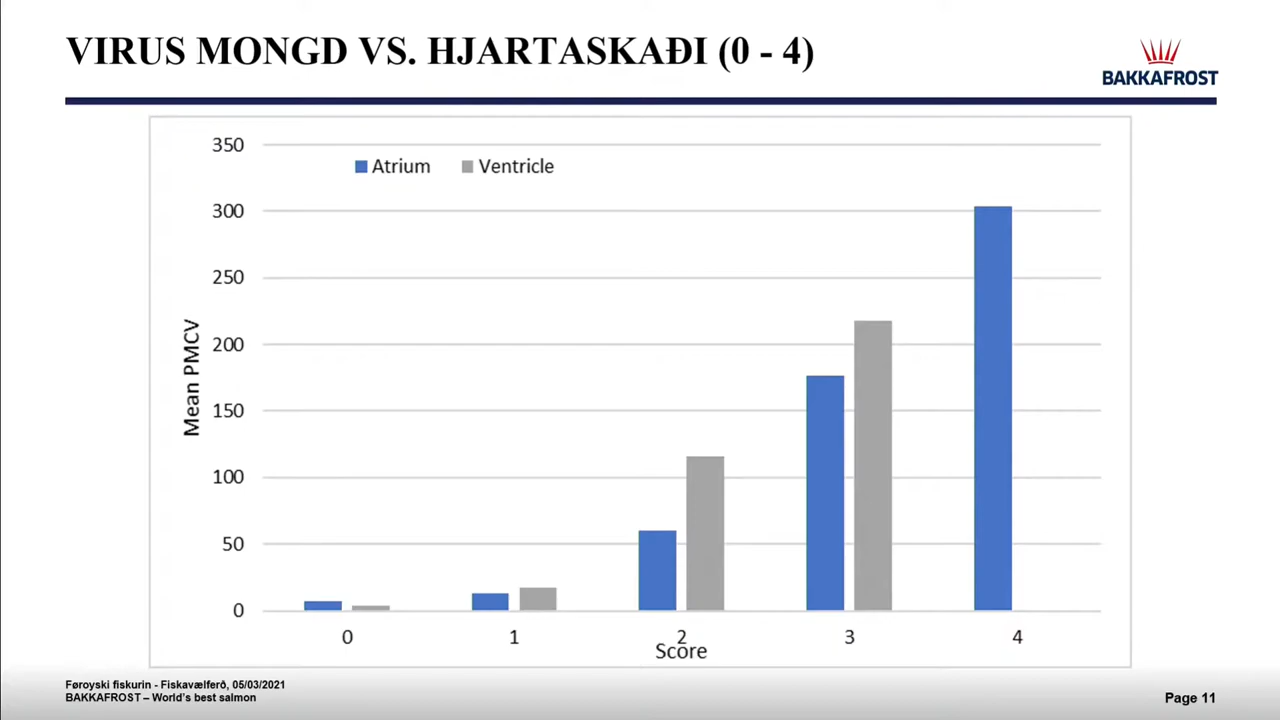 VIRUS MONGD VS. HJARTASKAÐI (0 - 4)
BAKKAFROST
350
Atrium
Ventricle
300
250
200
150
100
50
0
Mean PMCV
0
1
2
3
4
Score
Føroyski fiskurin - Fiskavælferð, 05/03/2021
BAKKAFROST – World's best salmon
Page 11